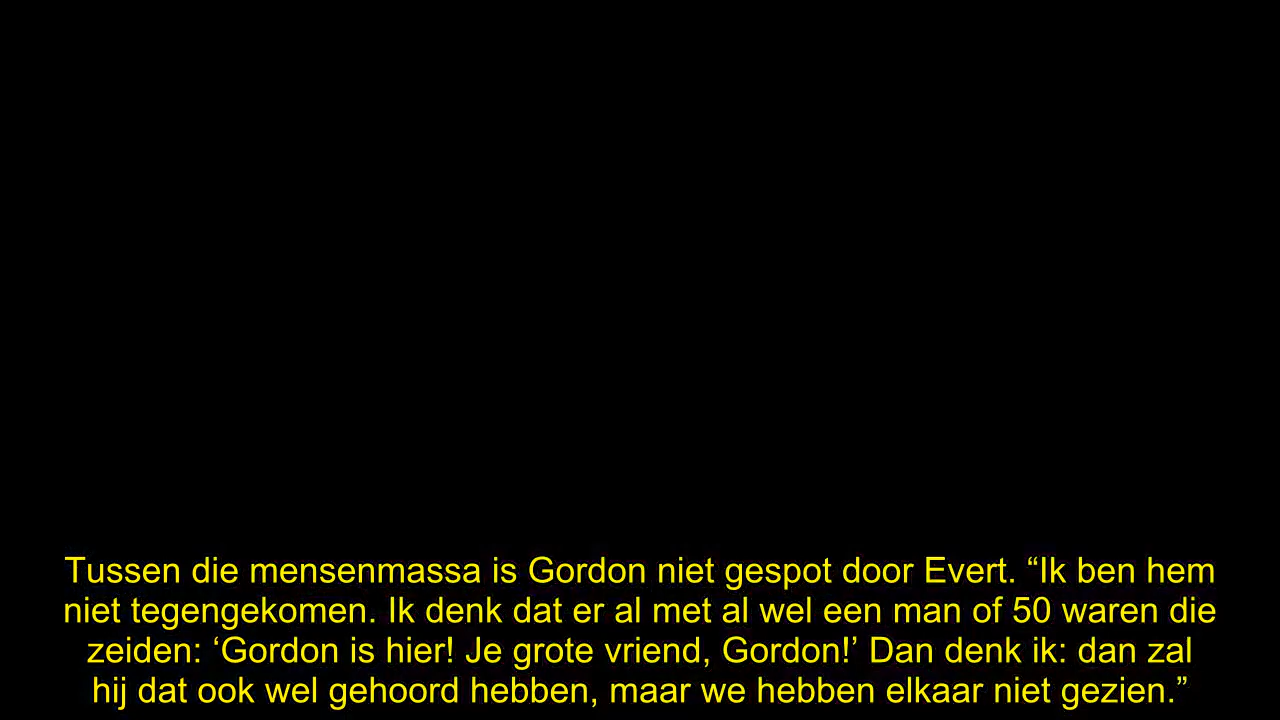 Tussen die mensenmassa is Gordon niet gespot door Evert. “Ik ben hem
niet tegengekomen. Ik denk dat er al met al wel een man of 50 waren die
zeiden: ‘Gordon is hier! Je grote vriend, Gordon!’ Dan denk ik: dan zal
hij dat ook wel gehoord hebben, maar we hebben elkaar niet gezien.”